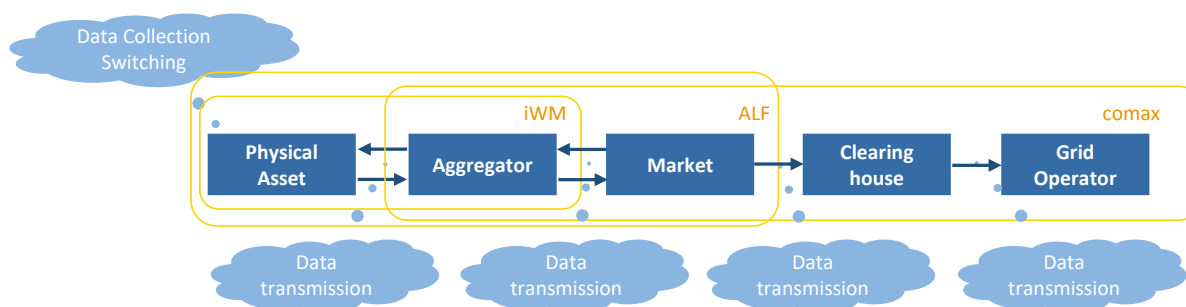 Data Collection
Switching
iWM
ALF
comax
Physical
Asset
Aggregator
Market
Clearing
house
Grid
Operator
Data
transmission
Data
transmission
Data
transmission
Data
transmission